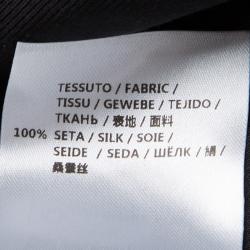 TESSUTO / FABRIC /
TISSU / GEWEBE / TEJIDO /
ТКАНЬ / 表地 / 面料
100% SETA / SILK / SOIE /
SEIDE / SEDA / ШЁЛК / 絹 /
桑蚕丝